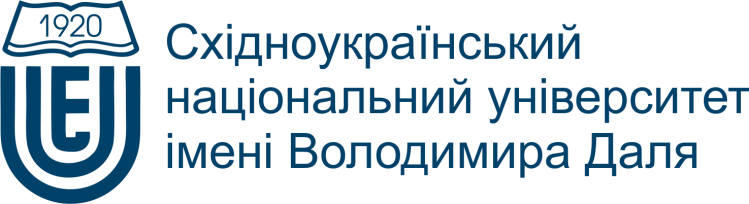 1920
Східноукраїнський
національний університет
імені Володимира Даля